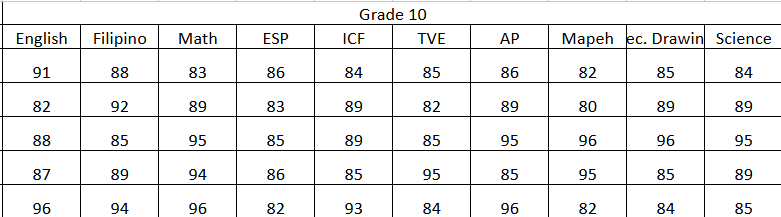 Grade 10
English Filipino Math ESP ICF TVE AP Mapeh ec. Drawin Science
91 88 83 86 84 85 86 82 85 84
82 92 89 83 89 82 89 80 89 89
88 85 95 85 89 85 95 96 96 95
87 89 94 86 85 95 85 95 85 89
96 94 96 82 93 84 96 82 84 85